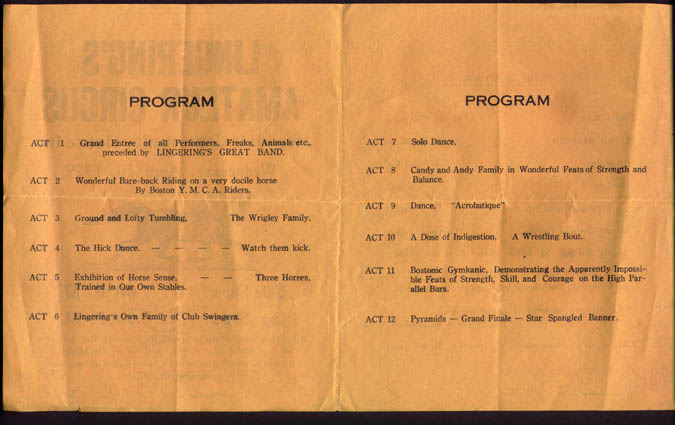 PROGRAM
ACT 1 Grand Entree of all Performers, Freaks, Animals etc.,
preceded by LINGERING'S GREAT BAND.
ACT 2 Wonderful Bare-back Riding on a very docile horse
By Boston Y. M. C. A. Riders.
ACT 3 Ground and Lofty Tumbling, The Wrigley Family.
ACT 4 The Hick Dance. — — — — Watch them kick.
ACT 5 Exhibition of Horse Sense, — — Three Horses,
Trained in Our Own Stables.
ACT 6 Lingering's Own Family of Club Swingers.
PROGRAM
ACT 7 Solo Dance.
ACT 8 Candy and Andy Family in Wonderful Feats of Strength and
Balance.
ACT 9 Dance, "Acrobatique"
ACT 10 A Dose of Indigestion, A Wrestling Bout.
ACT 11 Bostonic Gymkanic, Demonstrating the Apparently Impossi-
ble Feats of Strength, Skill, and Courage on the High Par-
allel Bars.
ACT 12 Pyramids — Grand Finale — Star Spangled Banner.
LINGERING'S
AMATEUR CIRCUS